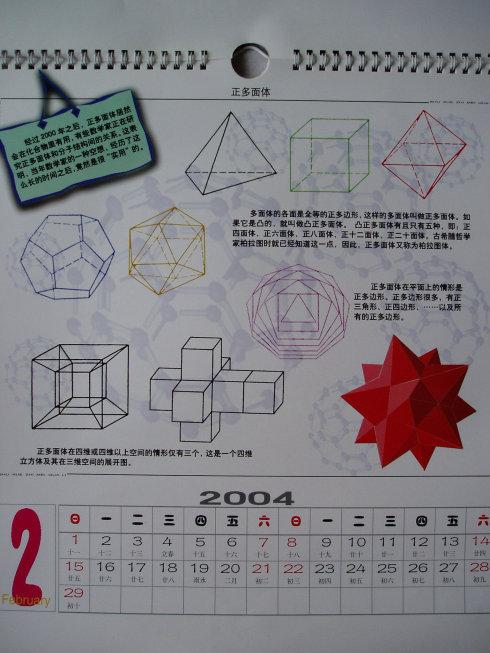 正多面体
经过2000年之后，正多面体居然
会在化合物里有用，有些数学家正在研
究正多面体和分子结构间的关系。这表
明，当年数学家的一种空想，经历了这
么长的时间之后，竟然是很“实用”的。
多面体的各面是全等的正多边形，这样的多面体叫做正多面体。如
果它是凸的，就叫做凸正多面体。凸正多面体有且只有五种，即：正
四面体、正六面体、正八面体、正十二面体、正二十面体。古希腊哲学
家柏拉图时就已经知道这一点，因此，正多面体又称为柏拉图体。
正多面体在平面上的情形是
正多边形。正多边形很多，有正
三角形、正四边形、……以及所
有的正多边形。
正多面体在四维或四维以上空间的情形仅有三个，这是一个四维
立方体及其在三维空间的展开图。
2004
2
February
日 一 二 三 四 五 六 日 一 二 三 四 五 六
1 2 3 4 5 6 7 8 9 10 11 12 13 14
十一 十二 十三 立春 十五 十六 十七 十八 十九 二十 廿一 廿二 廿三 廿四
15 16 17 18 19 20 21 22 23 24 25 26 27 28
廿五 廿六 廿七 廿八 雨水 二月 初二 初三 初四 初五 初六 初七 初八 初九
29
初十